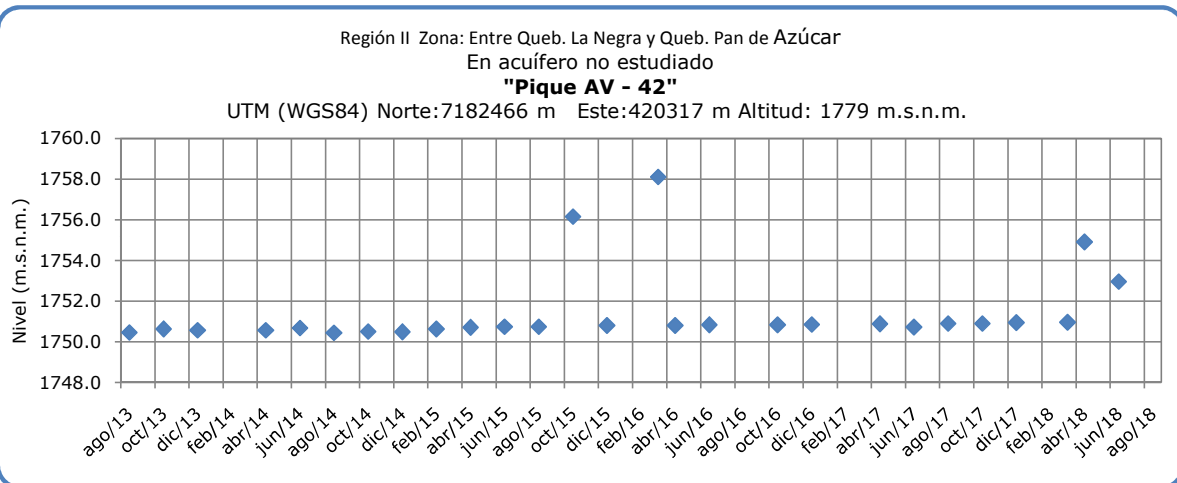 Región II Zona: Entre Queb. La Negra y Queb. Pan de Azúcar
En acuífero no estudiado
"Pique AV - 42"
UTM (WGS84) Norte:7182466 m Este:420317 m Altitud: 1779 m.s.n.m.
Nivel (m.s.n.m.)
1760.0
1758.0
1756.0
1754.0
1752.0
1750.0
1748.0
ago/13 oct/13 dic/13 feb/14 abr/14 jun/14 ago/14 oct/14 dic/14 feb/15 abr/15 jun/15 ago/15 oct/15 dic/15 feb/16 abr/16 jun/16 ago/16 oct/16 dic/16 feb/17 abr/17 jun/17 ago/17 oct/17 dic/17 feb/18 abr/18 jun/18 ago/18